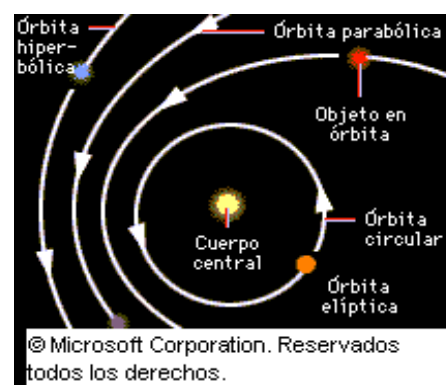 Órbita
hiper-
bólica
Órbita parabólica
Objeto en
órbita
Órbita
circular
Cuerpo
central
Órbita
elíptica
© Microsoft Corporation. Reservados
todos los derechos.